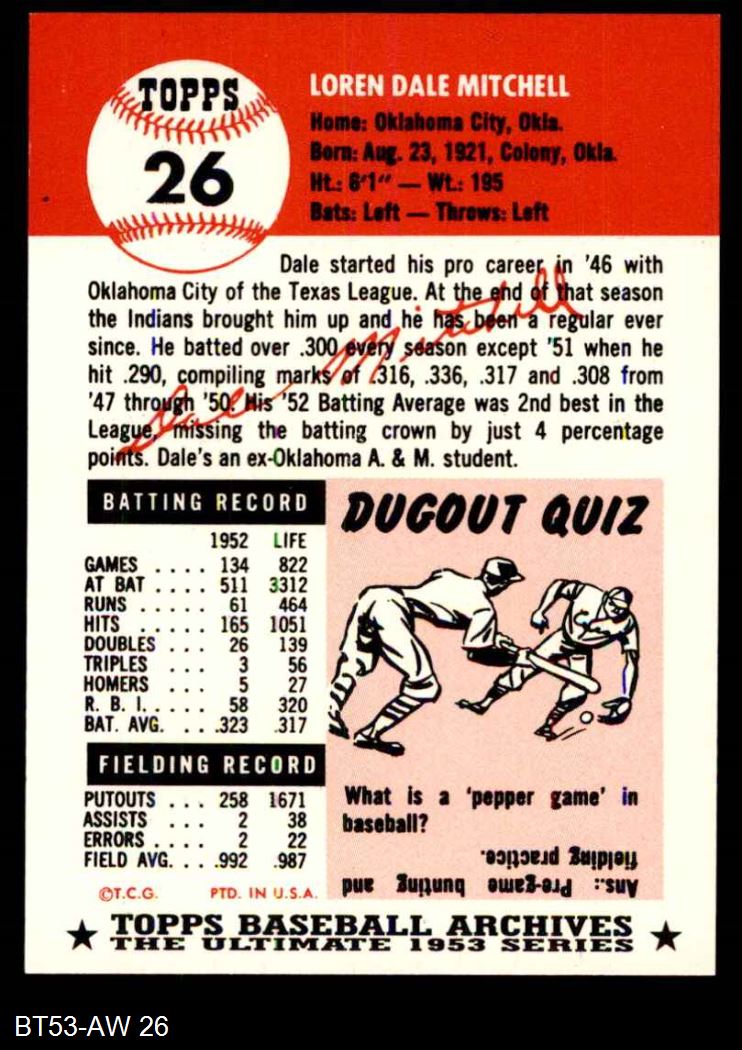 TOPPS
26
LOREN DALE MITCHELL
Home: Oklahoma City, Okla.
Born: Aug. 23, 1921, Colony, Okla.
Ht.: 6'1" — Wt.: 195
Bats: Left — Throws: Left
Dale started his pro career in '46 with
Oklahoma City of the Texas League. At the end of that season
the Indians brought him up and he has been a regular ever
since. He batted over .300 every season except '51 when he
hit .290, compiling marks of .316, .336, .317 and .308 from
'47 through '50. His '52 Batting Average was 2nd best in the
League, missing the batting crown by just 4 percentage
points. Dale's an ex-Oklahoma A. & M. student.
Dale Mitchell
BATTING RECORD
1952 LIFE
GAMES .... 134 822
AT BAT .... 511 3312
RUNS ..... 61 464
HITS ..... 165 1051
DOUBLES ... 26 139
TRIPLES ... 3 56
HOMERS ... 5 27
R. B. I...... 58 320
BAT. AVG. ... .323 .317
FIELDING RECORD
PUTOUTS ... 258 1671
ASSISTS ... 2 38
ERRORS .... 2 22
FIELD AVG. ... .992 .987
©T.C.G. PTD. IN U.S.A.
DUGOUT QUIZ
What is a 'pepper game' in
baseball?
Ans.: Pre-game bunting and
fielding practice.
★ TOPPS BASEBALL ARCHIVES ★
THE ULTIMATE 1953 SERIES
BT53-AW 26